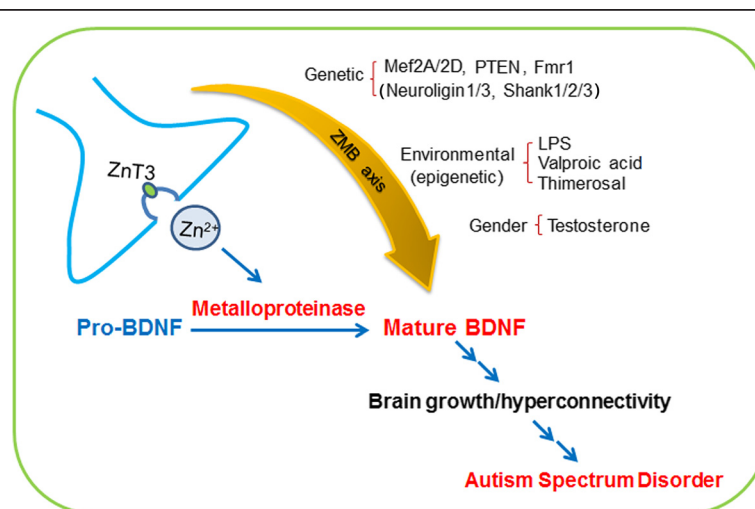 Genetic { Mef2A/2D, PTEN, Fmr1
(Neuroligin1/3, Shank1/2/3)
ZMB axis
Environmental
(epigenetic)
LPS
Valproic acid
Thimerosal
ZnT3
Zn²⁺
Gender { Testosterone
Metalloproteinase
Pro-BDNF
Mature BDNF
Brain growth/hyperconnectivity
Autism Spectrum Disorder